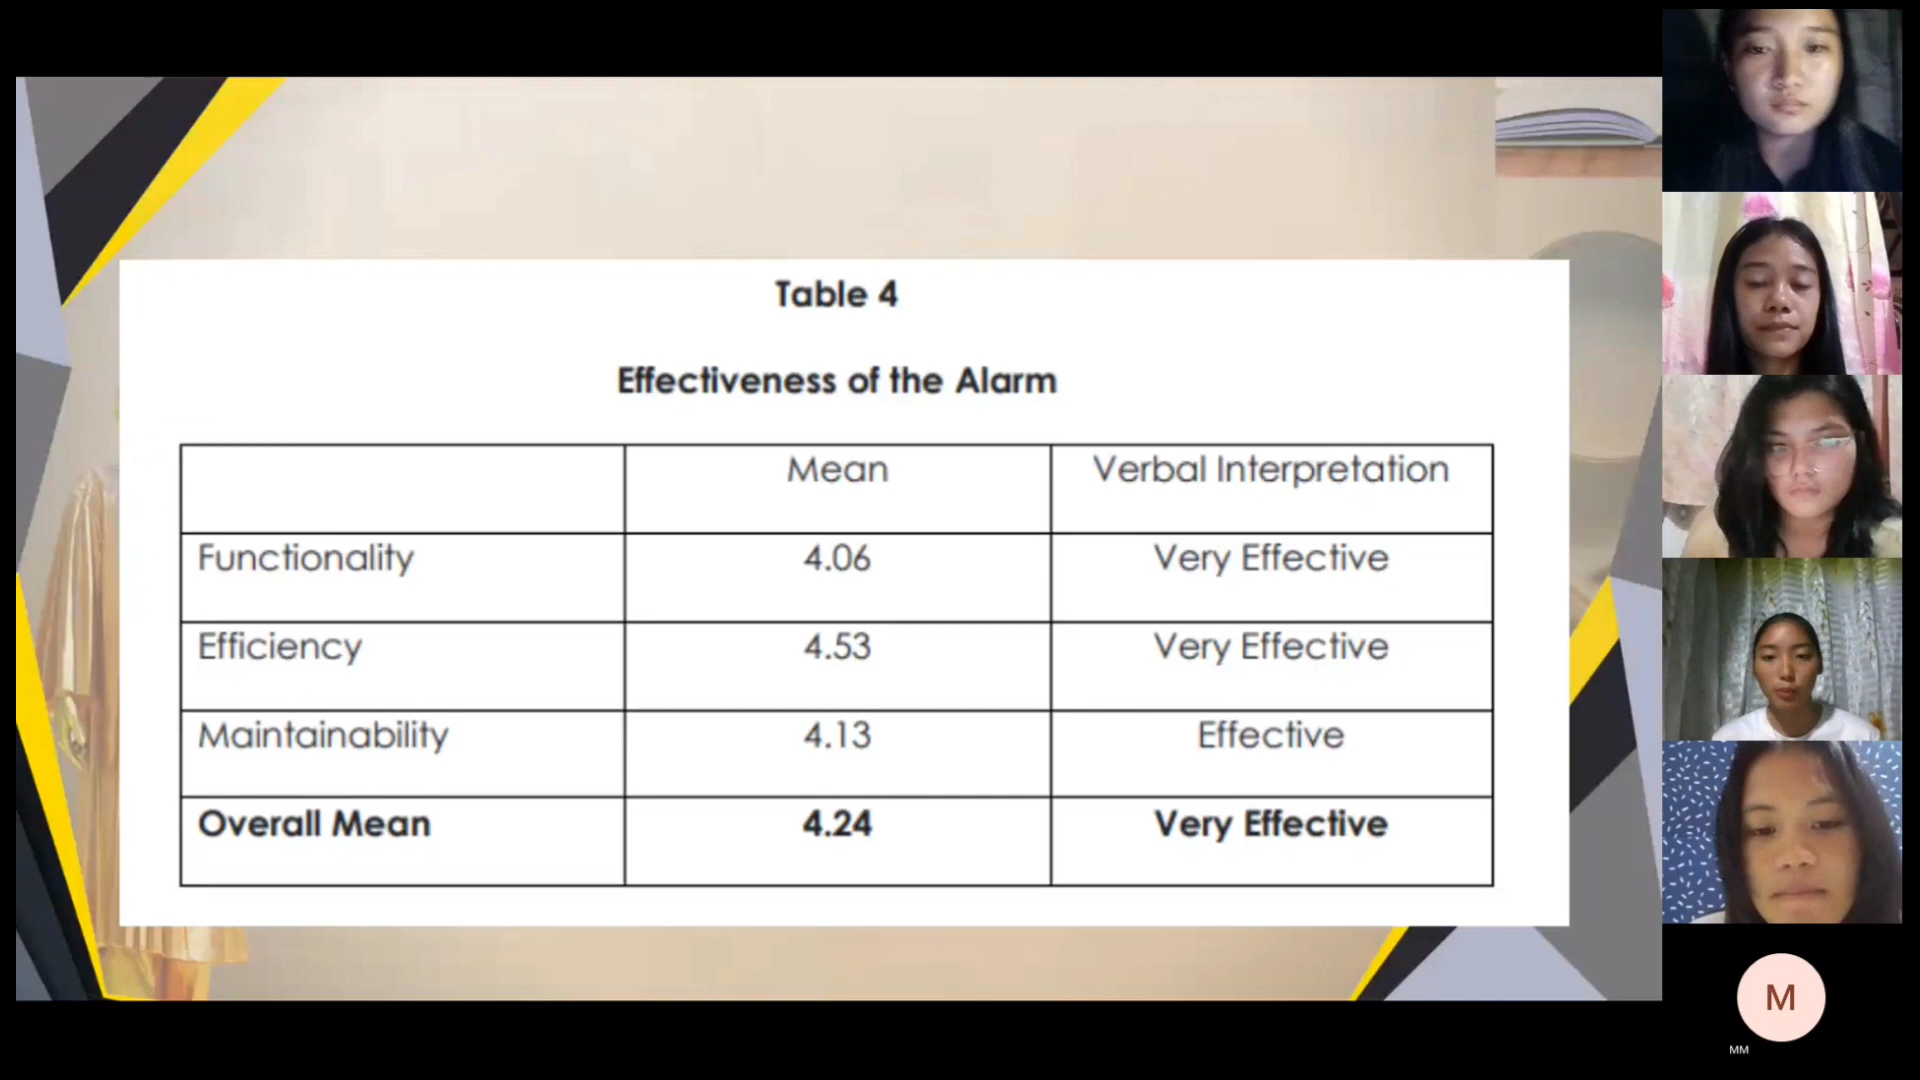 Table 4
Effectiveness of the Alarm
Mean Verbal Interpretation
Functionality 4.06 Very Effective
Efficiency 4.53 Very Effective
Maintainability 4.13 Effective
Overall Mean 4.24 Very Effective
M
MM